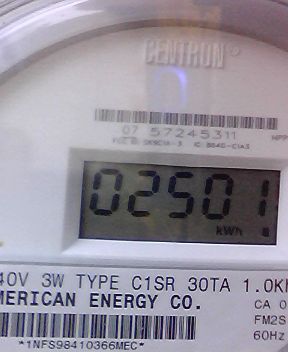 CENTRON®
07 57245311
02501
kWh
40V 3W TYPE C1SR 30TA 1.0Kh
MERICAN ENERGY CO.
CA 0
FM2S
60Hz
*1NFS98410366MEC*